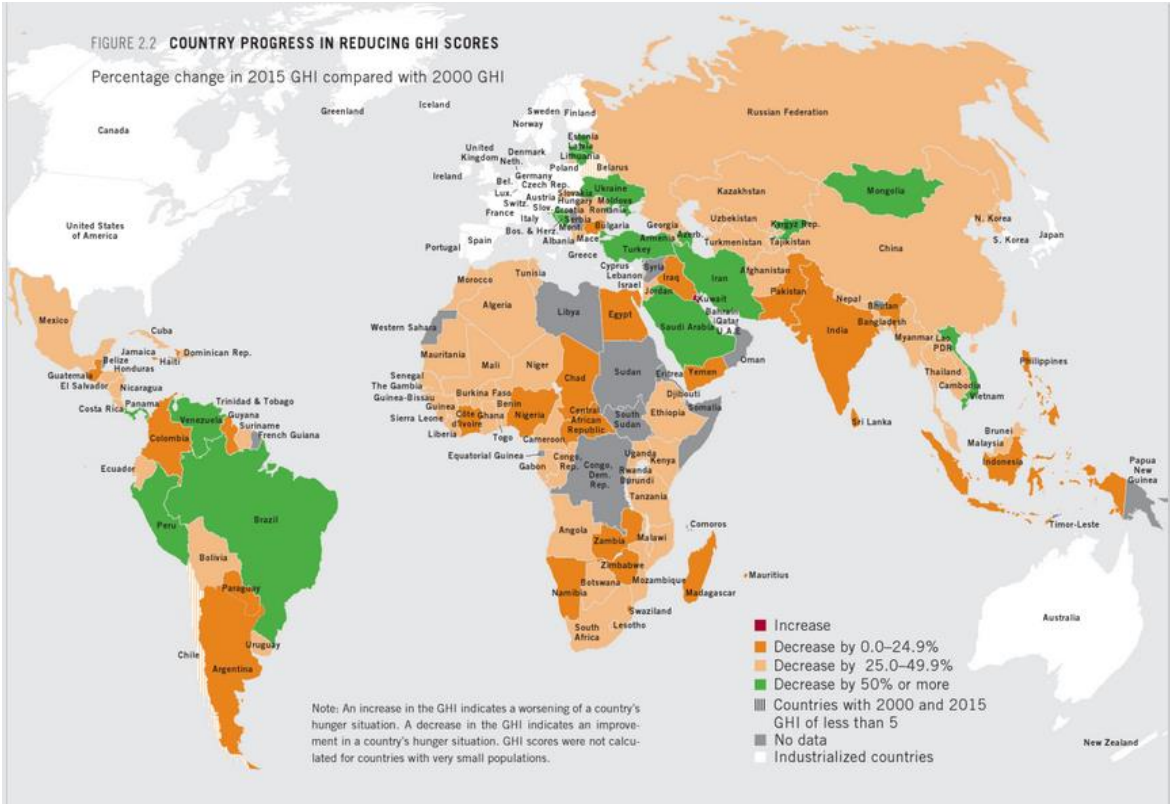 FIGURE 2.2 COUNTRY PROGRESS IN REDUCING GHI SCORES
Percentage change in 2015 GHI compared with 2000 GHI
Greenland
Iceland
Sweden
Finland
Norway
Russian Federation
Canada
Estonia
Latvia
Lithuania
United
Kingdom
Denmark
Neth.
Ireland
Poland
Belarus
Bel.
Germany
Lux.
Czech Rep.
Austria
Slovakia
Ukraine
Switz.
Hungary
Moldova
France
Slov.
Croatia
Romania
Italy
Serbia
Bos. & Herz.
Mont.
Bulgaria
Albania
Mace.
Portugal
Spain
Greece
Georgia
Armenia
Azerb.
Turkey
Kazakhstan
Mongolia
Uzbekistan
Kyrgyz Rep.
Turkmenistan
Tajikistan
N. Korea
S. Korea
Japan
China
United States
of America
Cyprus
Lebanon
Israel
Syria
Iraq
Jordan
Iran
Kuwait
Bahrain
Qatar
U.A.E.
Saudi Arabia
Oman
Yemen
Afghanistan
Pakistan
Nepal
Bhutan
India
Bangladesh
Myanmar
Lao
PDR
Thailand
Cambodia
Vietnam
Philippines
Sri Lanka
Brunei
Malaysia
Indonesia
Papua
New
Guinea
Timor-Leste
Morocco
Tunisia
Algeria
Libya
Egypt
Western Sahara
Mauritania
Mali
Niger
Chad
Sudan
Eritrea
Djibouti
Somalia
Ethiopia
Senegal
The Gambia
Guinea-Bissau
Guinea
Sierra Leone
Liberia
Burkina Faso
Benin
Côte
d'Ivoire
Ghana
Togo
Nigeria
Cameroon
Central
African
Republic
South
Sudan
Equatorial Guinea
Gabon
Congo,
Rep.
Congo,
Dem.
Rep.
Uganda
Kenya
Rwanda
Burundi
Tanzania
Angola
Zambia
Malawi
Comoros
Zimbabwe
Mozambique
Madagascar
Mauritius
Namibia
Botswana
Swaziland
Lesotho
South
Africa
Mexico
Cuba
Jamaica
Haiti
Dominican Rep.
Belize
Honduras
Guatemala
El Salvador
Nicaragua
Costa Rica
Panama
Trinidad & Tobago
Venezuela
Guyana
Suriname
French Guiana
Colombia
Ecuador
Peru
Brazil
Bolivia
Paraguay
Uruguay
Chile
Argentina
Australia
New Zealand
Increase
Decrease by 0.0–24.9%
Decrease by 25.0–49.9%
Decrease by 50% or more
Countries with 2000 and 2015
GHI of less than 5
No data
Industrialized countries
Note: An increase in the GHI indicates a worsening of a country's
hunger situation. A decrease in the GHI indicates an improve-
ment in a country's hunger situation. GHI scores were not calcu-
lated for countries with very small populations.